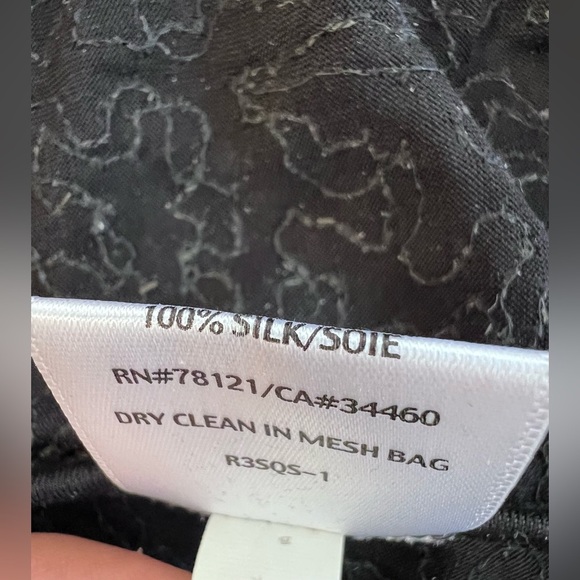 100% SILK/SOIE
RN#78121/CA#34460
DRY CLEAN IN MESH BAG
R3SQS-1